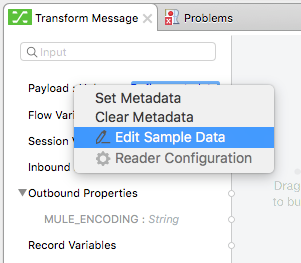 Transform Message
Problems
Input
Payload :
Set Metadata
Clear Metadata
Edit Sample Data
Reader Configuration
Flow Vari
Session V
Inbound
Outbound Properties
MULE_ENCODING : String
Record Variables
Drag
to bu